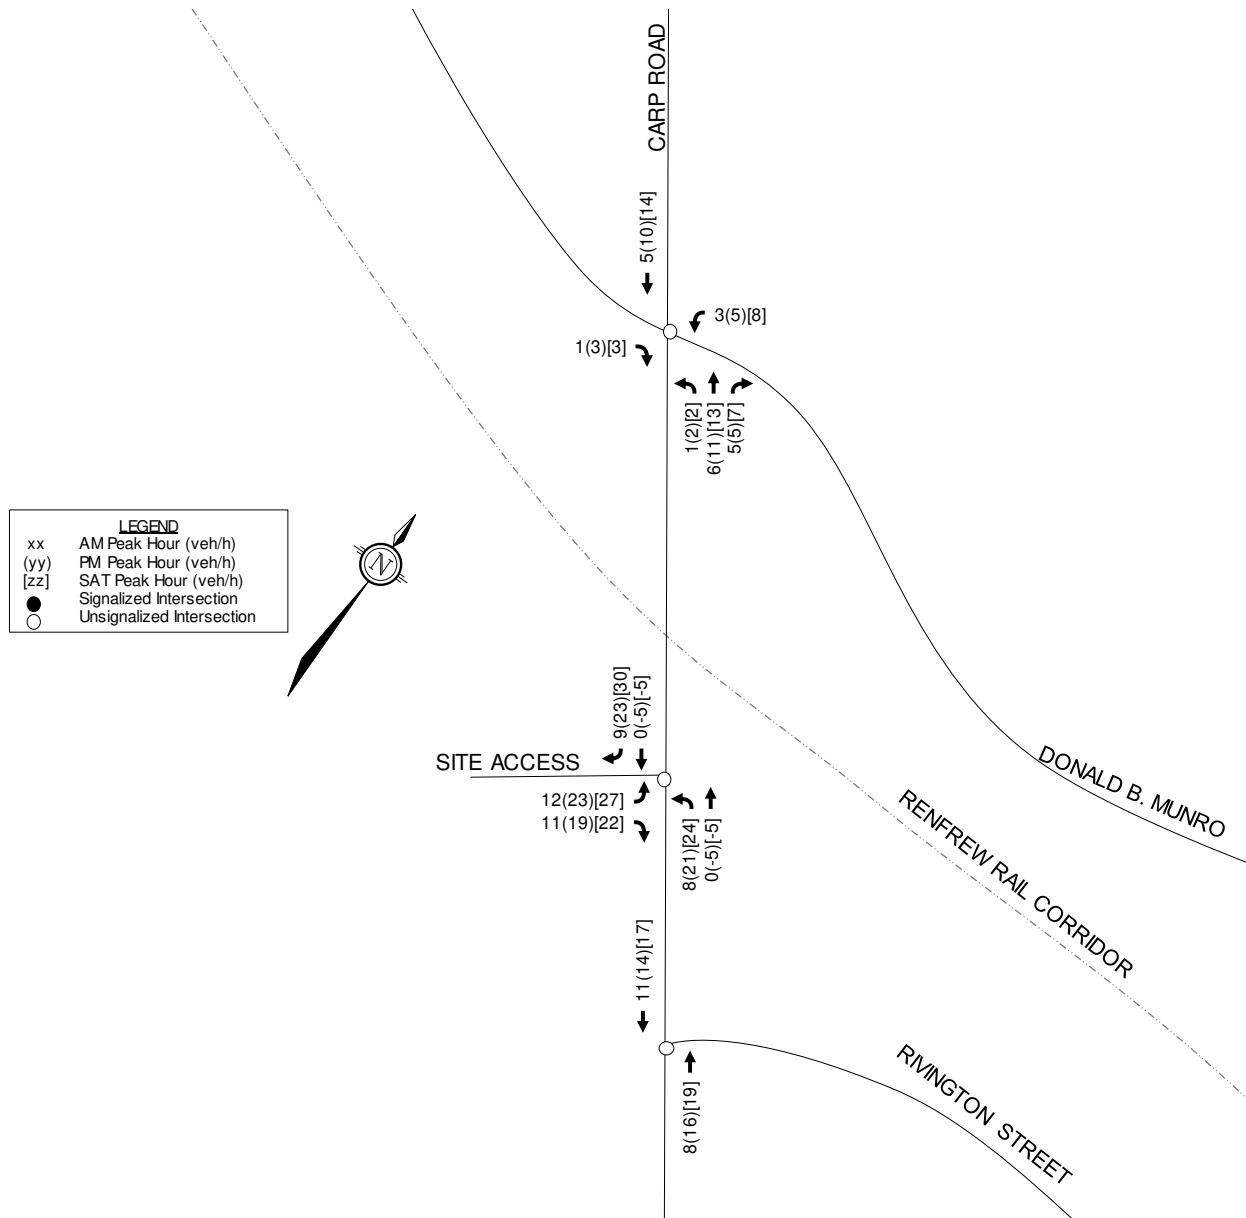 CARP ROAD
5(10)[14]
3(5)[8]
1(3)[3]
1(2)[2]
6(11)[13]
5(5)[7]
LEGEND
xx AM Peak Hour (veh/h)
(yy) PM Peak Hour (veh/h)
[zz] SAT Peak Hour (veh/h)
Signalized Intersection
Unsignalized Intersection
N
9(23)[30]
0(-5)[-5]
SITE ACCESS
12(23)[27]
11(19)[22]
8(21)[24]
0(-5)[-5]
DONALD B. MUNRO
RENFREW RAIL CORRIDOR
11(14)[17]
8(16)[19]
RIVINGTON STREET